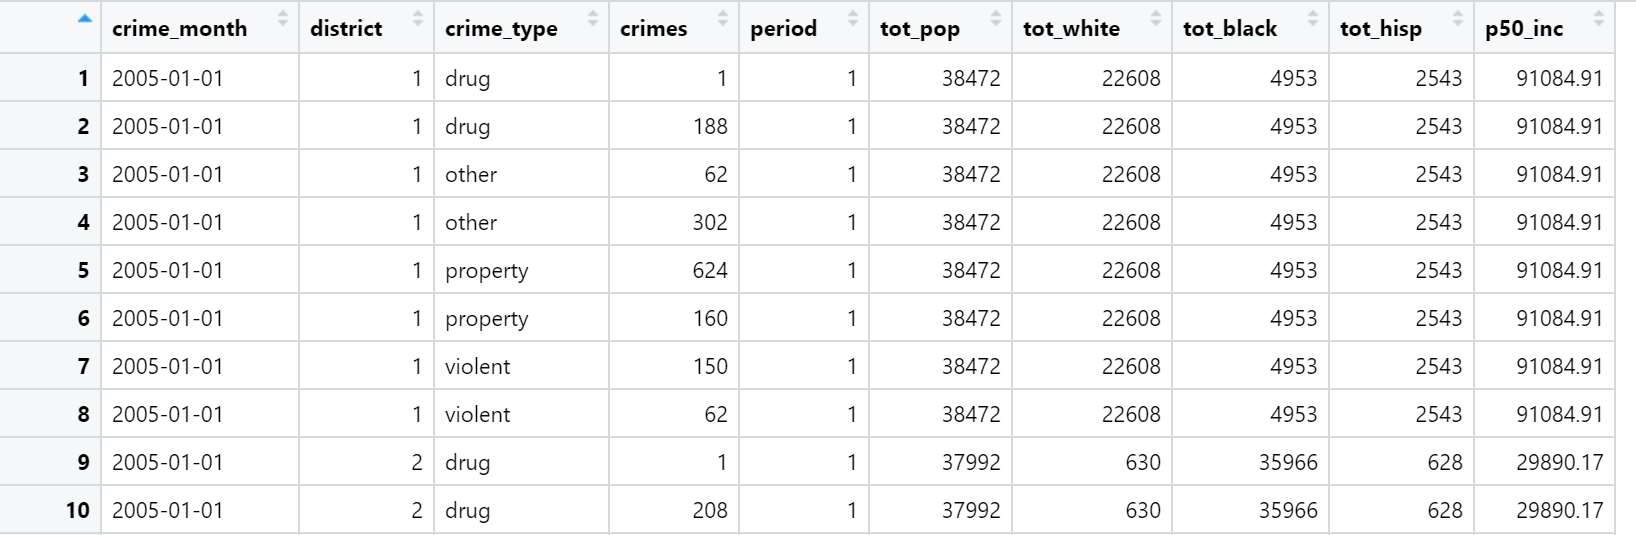 crime_month district crime_type crimes period tot_pop tot_white tot_black tot_hisp p50_inc
1 2005-01-01 1 drug 1 1 38472 22608 4953 2543 91084.91
2 2005-01-01 1 drug 188 1 38472 22608 4953 2543 91084.91
3 2005-01-01 1 other 62 1 38472 22608 4953 2543 91084.91
4 2005-01-01 1 other 302 1 38472 22608 4953 2543 91084.91
5 2005-01-01 1 property 624 1 38472 22608 4953 2543 91084.91
6 2005-01-01 1 property 160 1 38472 22608 4953 2543 91084.91
7 2005-01-01 1 violent 150 1 38472 22608 4953 2543 91084.91
8 2005-01-01 1 violent 62 1 38472 22608 4953 2543 91084.91
9 2005-01-01 2 drug 1 1 37992 630 35966 628 29890.17
10 2005-01-01 2 drug 208 1 37992 630 35966 628 29890.17